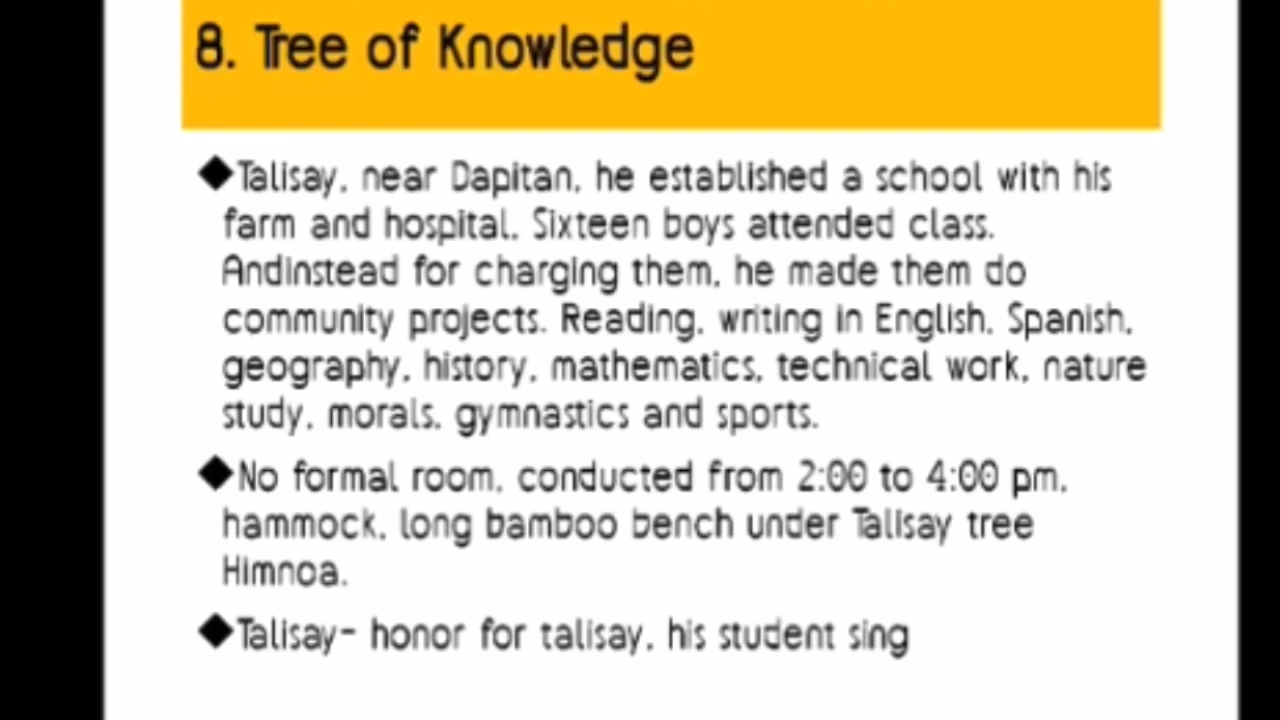 8. Tree of Knowledge
◆Talisay, near Dapitan, he established a school with his
farm and hospital. Sixteen boys attended class.
Andinstead for charging them, he made them do
community projects. Reading, writing in English, Spanish,
geography, history, mathematics, technical work, nature
study, morals, gymnastics and sports.
◆No formal room, conducted from 2:00 to 4:00 pm,
hammock, long bamboo bench under Talisay tree
Himnoa.
◆Talisay- honor for talisay, his student sing